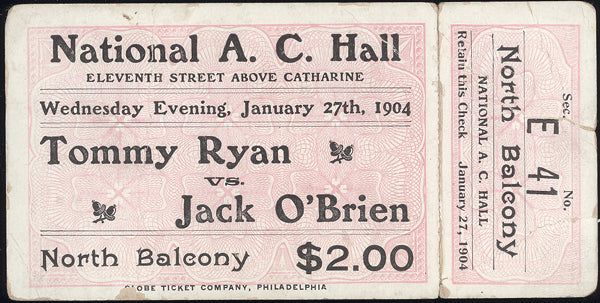 National A. C. Hall
ELEVENTH STREET ABOVE CATHARINE
Wednesday Evening, January 27th, 1904
Tommy Ryan
vs.
Jack O'Brien
North Balcony $2.00
GLOBE TICKET COMPANY, PHILADELPHIA
Sec. E 41 No.
North Balcony
NATIONAL A. C. HALL
Retain this Check January 27, 1904